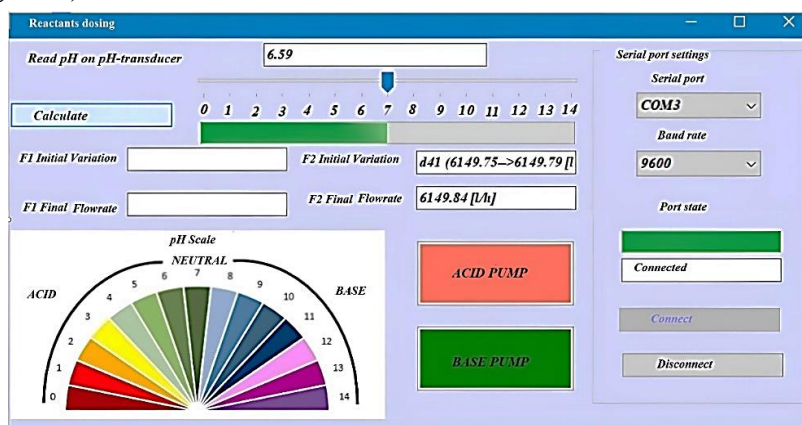 Reactants dosing
Read pH on pH-transducer
6.59
Calculate
0 1 2 3 4 5 6 7 8 9 10 11 12 13 14
F1 Initial Variation
F2 Initial Variation
d41 (6149.75-->6149.79 [l
F1 Final Flowrate
F2 Final Flowrate
6149.84 [l/h]
pH Scale
NEUTRAL
ACID
BASE
0 1 2 3 4 5 6 7 8 9 10 11 12 13 14
ACID PUMP
BASE PUMP
Serial port settings
Serial port
COM3
Baud rate
9600
Port state
Connected
Connect
Disconnect